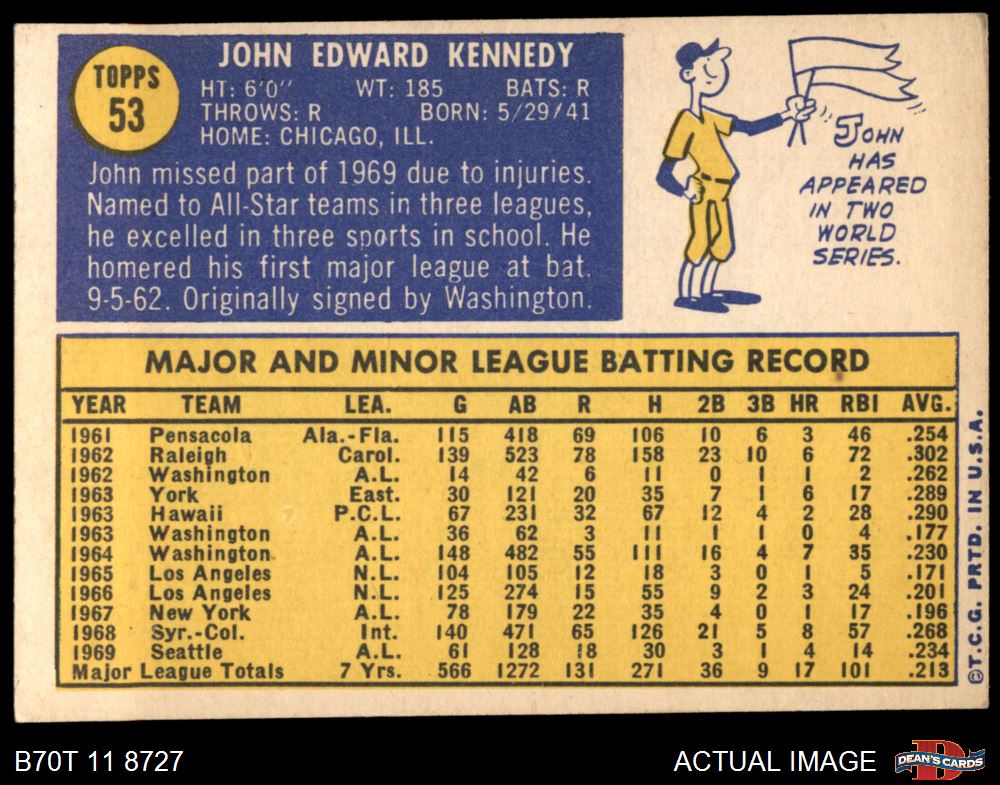 TOPPS
53
JOHN EDWARD KENNEDY
HT: 6'0" WT: 185 BATS: R
THROWS: R BORN: 5/29/41
HOME: CHICAGO, ILL.
John missed part of 1969 due to injuries.
Named to All-Star teams in three leagues,
he excelled in three sports in school. He
homered his first major league at bat.
9-5-62. Originally signed by Washington.
JOHN
HAS
APPEARED
IN TWO
WORLD
SERIES.
MAJOR AND MINOR LEAGUE BATTING RECORD
YEAR TEAM LEA. G AB R H 2B 3B HR RBI AVG.
1961 Pensacola Ala.-Fla. 115 418 69 106 10 6 3 46 .254
1962 Raleigh Carol. 139 523 78 158 23 10 6 72 .302
1962 Washington A.L. 14 42 6 11 0 1 1 2 .262
1963 York East. 30 121 20 35 7 1 6 17 .289
1963 Hawaii P.C.L. 67 231 32 67 12 4 2 28 .290
1963 Washington A.L. 36 62 3 11 1 1 0 4 .177
1964 Washington A.L. 148 482 55 111 16 4 7 35 .230
1965 Los Angeles N.L. 104 105 12 18 3 0 1 5 .171
1966 Los Angeles N.L. 125 274 15 55 9 2 3 24 .201
1967 New York A.L. 78 179 22 35 4 0 1 17 .196
1968 Syr.-Col. Int. 140 471 65 126 21 5 8 57 .268
1969 Seattle A.L. 61 128 18 30 3 1 4 14 .234
Major League Totals 7 Yrs. 566 1272 131 271 36 9 17 101 .213
©T.C.G. PRTD. IN U.S.A.
B70T 11 8727
ACTUAL IMAGE
D
DEAN'S CARDS